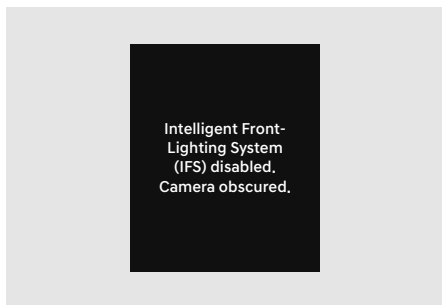 Intelligent Front-
Lighting System
(IFS) disabled.
Camera obscured.